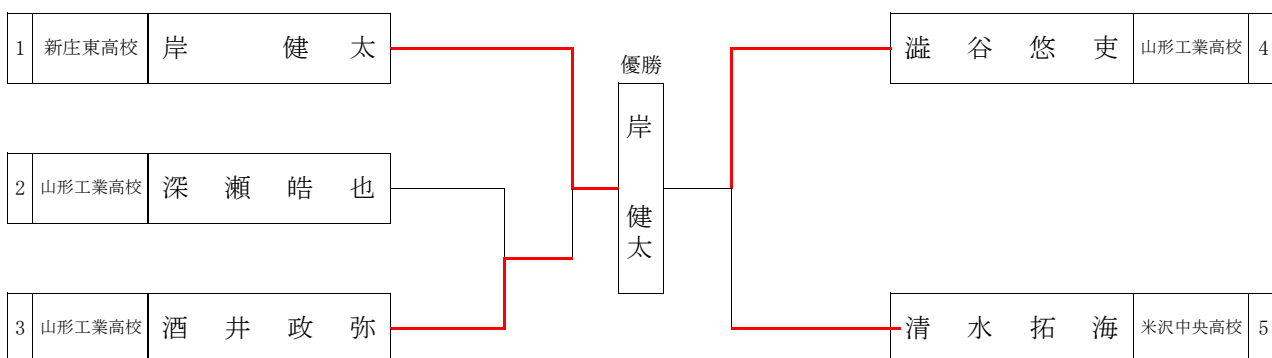 1 新庄東高校 岸 健 太
2 山形工業高校 深 瀬 皓 也
3 山形工業高校 酒 井 政 弥
優勝
岸 健 太
澁 谷 悠 吏 山形工業高校 4
清 水 拓 海 米沢中央高校 5